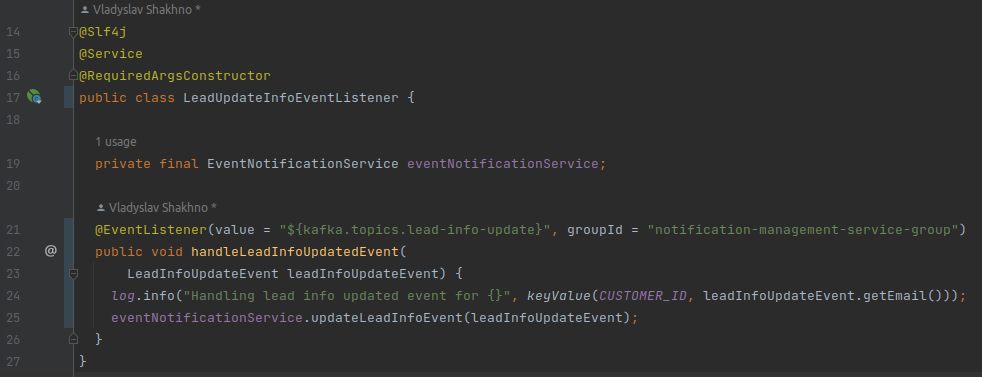 Vladyslav Shakhno *
14 @Slf4j
15 @Service
16 @RequiredArgsConstructor
17 public class LeadUpdateInfoEventListener {
18
1 usage
19 private final EventNotificationService eventNotificationService;
20
Vladyslav Shakhno *
21 @EventListener(value = "${kafka.topics.lead-info-update}", groupId = "notification-management-service-group")
22 @ public void handleLeadInfoUpdatedEvent(
23 LeadInfoUpdateEvent leadInfoUpdateEvent) {
24 log.info("Handling lead info updated event for {}", keyValue(CUSTOMER_ID, leadInfoUpdateEvent.getEmail()));
25 eventNotificationService.updateLeadInfoEvent(leadInfoUpdateEvent);
26 }
27 }